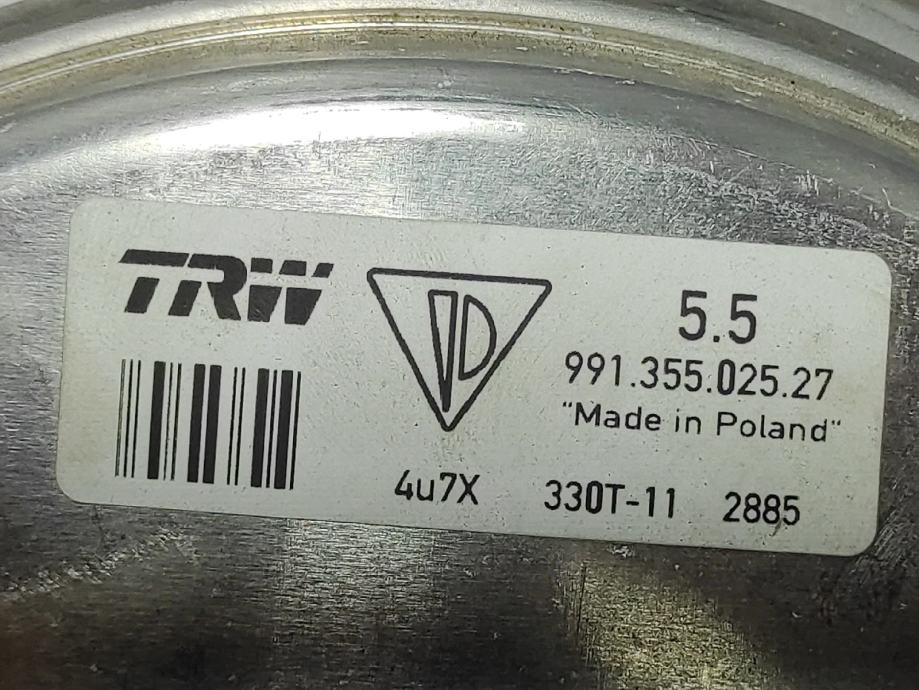 TRW
5.5
991.355.025.27
"Made in Poland"
4u7X 330T-11 2885